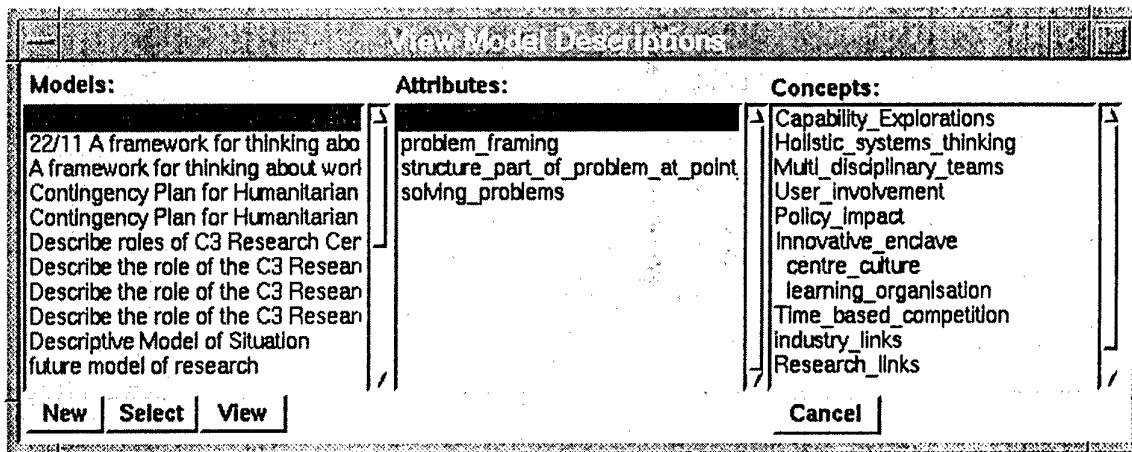 View Model Descriptions
Models:
22/11 A framework for thinking abo
A framework for thinking about worl
Contingency Plan for Humanitarian
Contingency Plan for Humanitarian
Describe roles of C3 Research Cer
Describe the role of the C3 Resear
Describe the role of the C3 Resear
Describe the role of the C3 Resear
Descriptive Model of Situation
future model of research
New Select View
Attributes:
problem_framing
structure_part_of_problem_at_point_
solving_problems
Concepts:
Capability_Explorations
Holistic_systems_thinking
Multi_disciplinary_teams
User_involvement
Policy_impact
Innovative_enclave
centre_culture
learning_organisation
Time_based_competition
industry_links
Research_links
Cancel